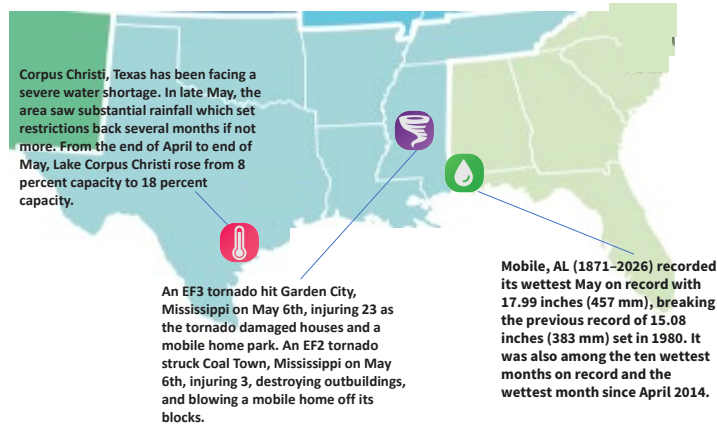 Corpus Christi, Texas has been facing a
severe water shortage. In late May, the
area saw substantial rainfall which set
restrictions back several months if not
more. From the end of April to end of
May, Lake Corpus Christi rose from 8
percent capacity to 18 percent
capacity.
An EF3 tornado hit Garden City,
Mississippi on May 6th, injuring 23 as
the tornado damaged houses and a
mobile home park. An EF2 tornado
struck Coal Town, Mississippi on May
6th, injuring 3, destroying outbuildings,
and blowing a mobile home off its
blocks.
Mobile, AL (1871–2026) recorded
its wettest May on record with
17.99 inches (457 mm), breaking
the previous record of 15.08
inches (383 mm) set in 1980. It
was also among the ten wettest
months on record and the
wettest month since April 2014.